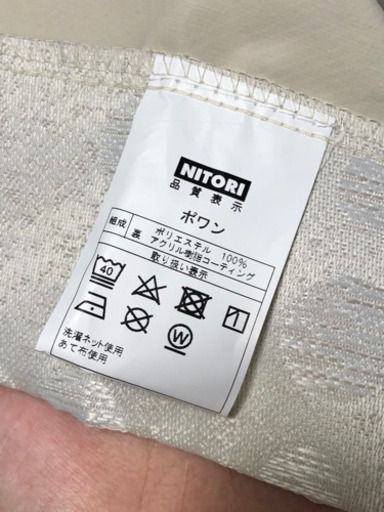 NITORI
品質表示
ポワン
組成 ポリエステル 100%
裏 アクリル樹脂コーティング
取り扱い表示
40
W
洗濯ネット使用
あて布使用